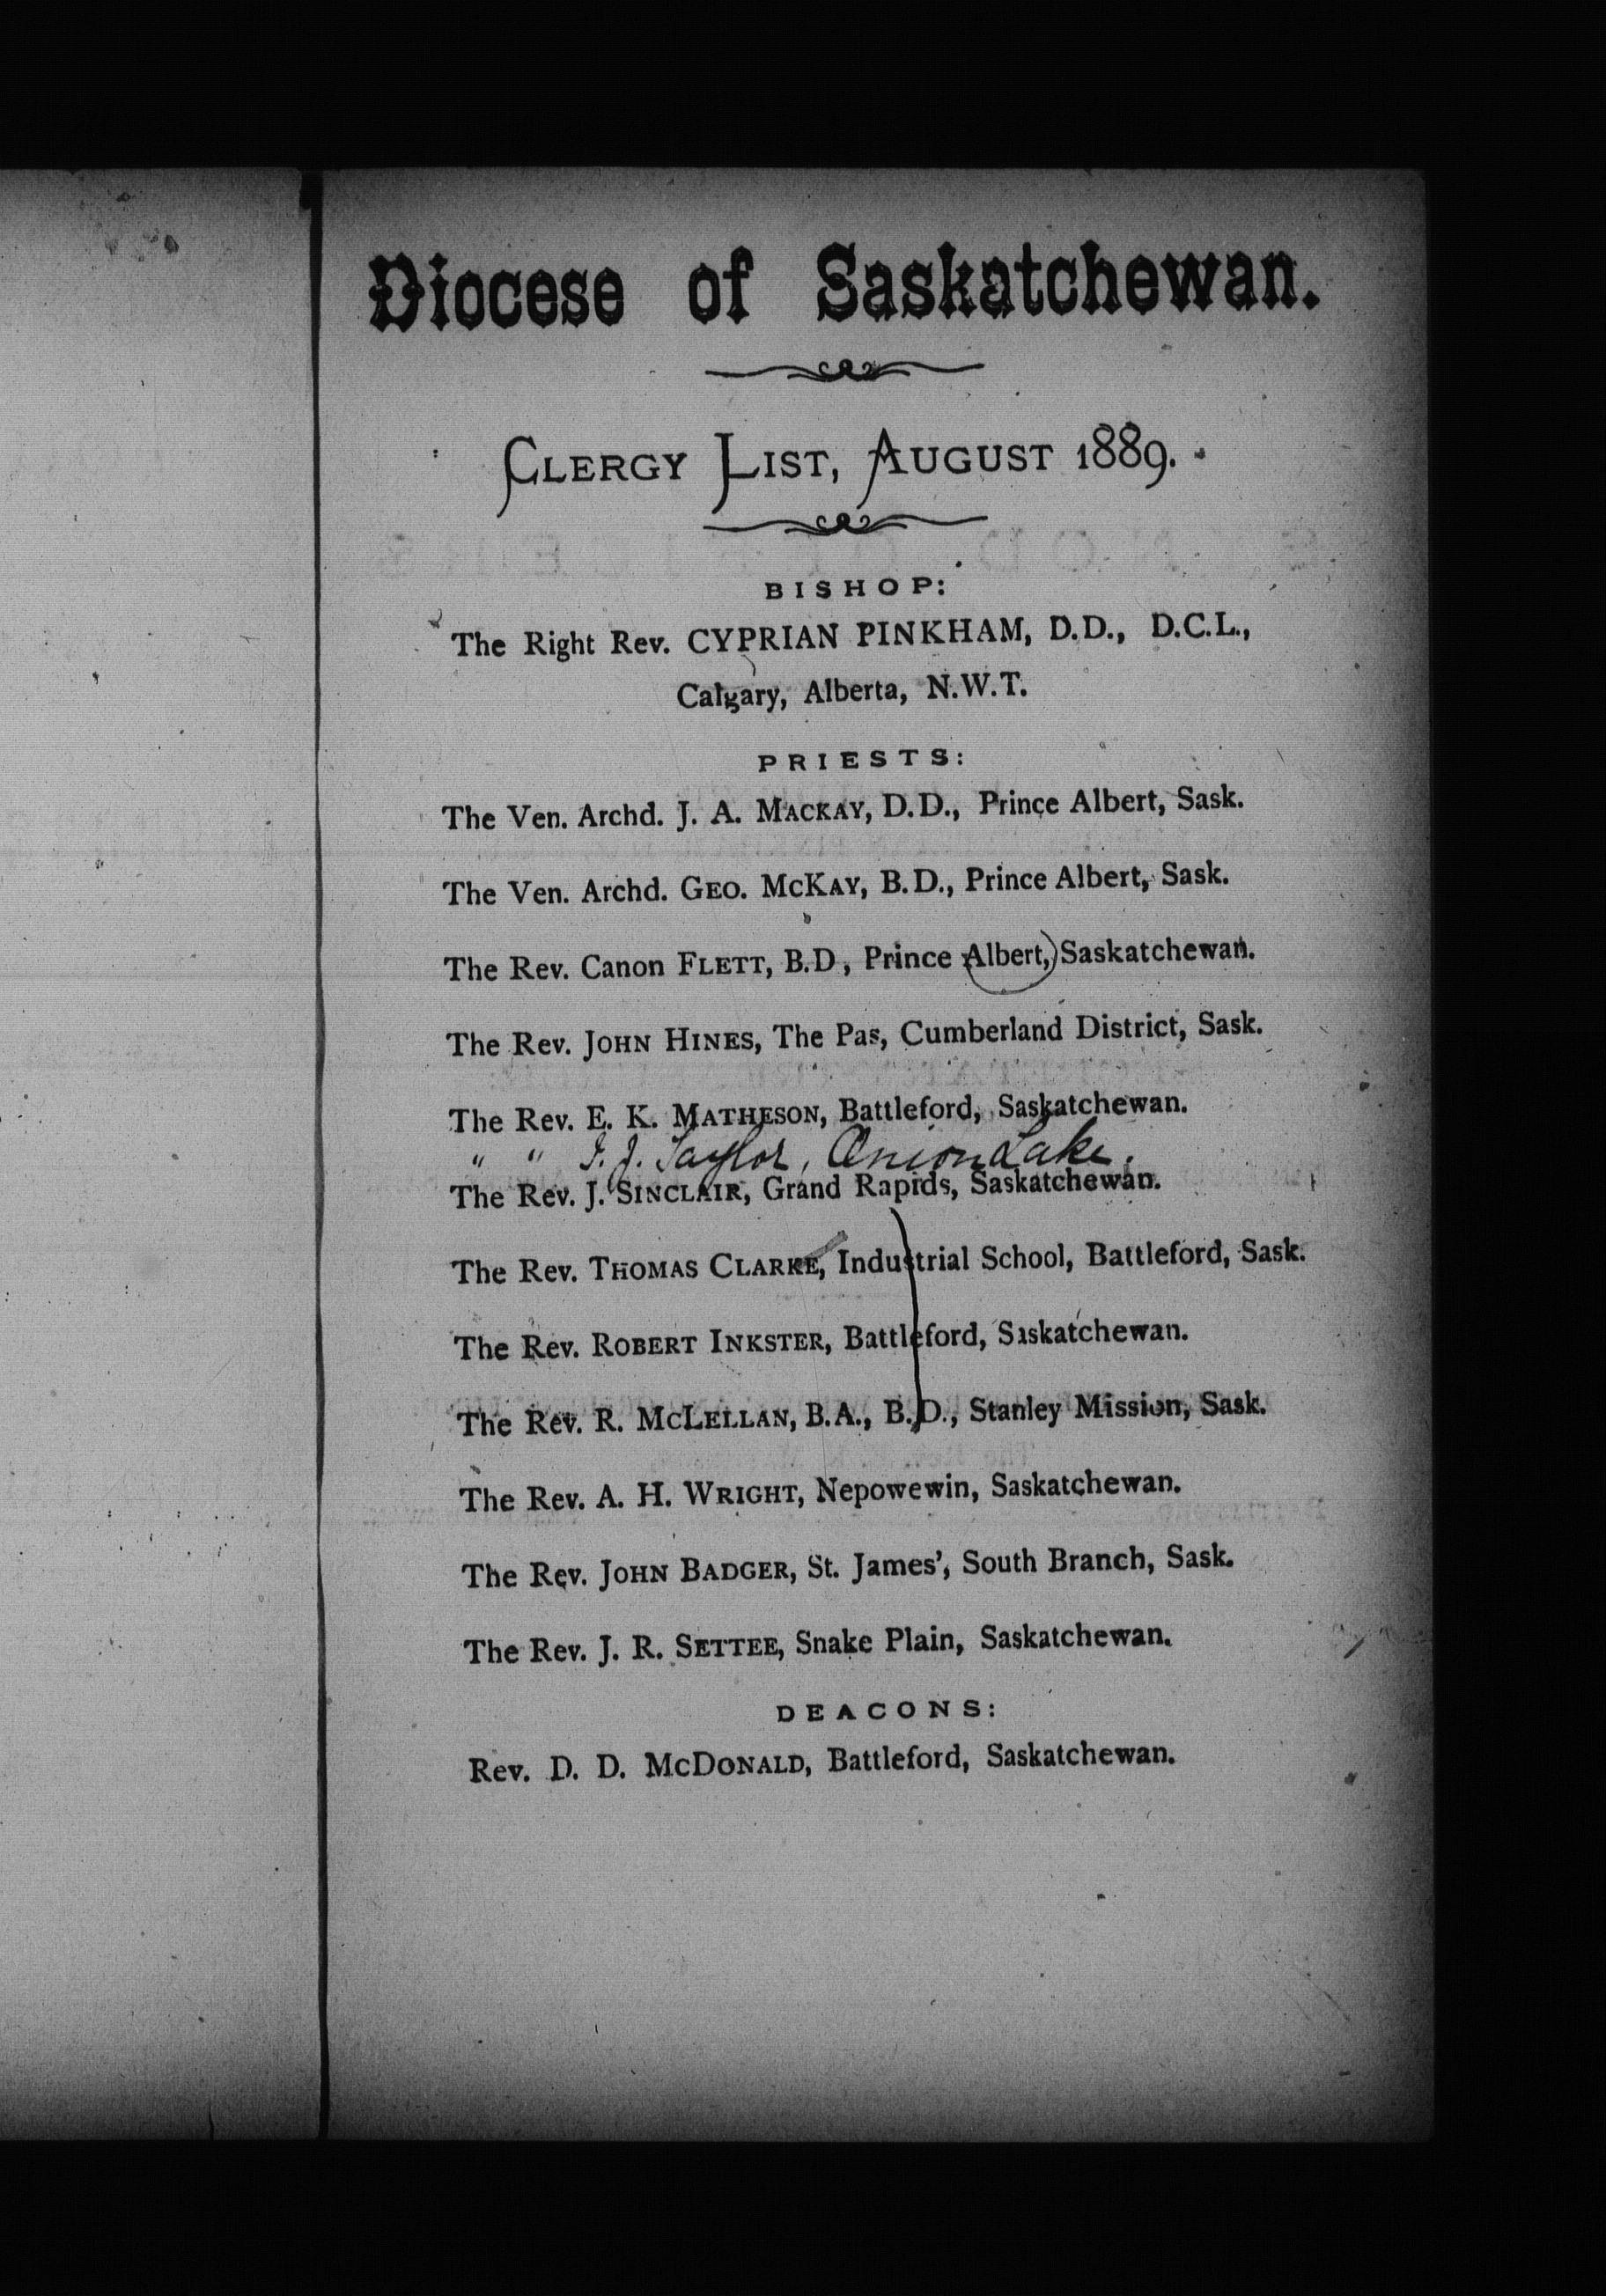 Diocese of Saskatchewan.
CLERGY LIST, AUGUST 1889.
BISHOP:
The Right Rev. CYPRIAN PINKHAM, D.D., D.C.L.,
Calgary, Alberta, N.W.T.
PRIESTS:
The Ven. Archd. J. A. MACKAY, D.D., Prince Albert, Sask.
The Ven. Archd. GEO. MCKAY, B.D., Prince Albert, Sask.
The Rev. Canon FLETT, B.D, Prince Albert, Saskatchewan.
The Rev. JOHN HINES, The Pas, Cumberland District, Sask.
The Rev. E. K. MATHESON, Battleford, Saskatchewan.
" " J. Taylor, Onion Lake.
The Rev. J. SINCLAIR, Grand Rapids, Saskatchewan.
The Rev. THOMAS CLARKE, Industrial School, Battleford, Sask.
The Rev. ROBERT INKSTER, Battleford, Saskatchewan.
The Rev. R. MCLELLAN, B.A., B.D., Stanley Mission, Sask.
The Rev. A. H. WRIGHT, Nepowewin, Saskatchewan.
The Rev. JOHN BADGER, St. James', South Branch, Sask.
The Rev. J. R. SETTEE, Snake Plain, Saskatchewan.
DEACONS:
Rev. D. D. MCDONALD, Battleford, Saskatchewan.